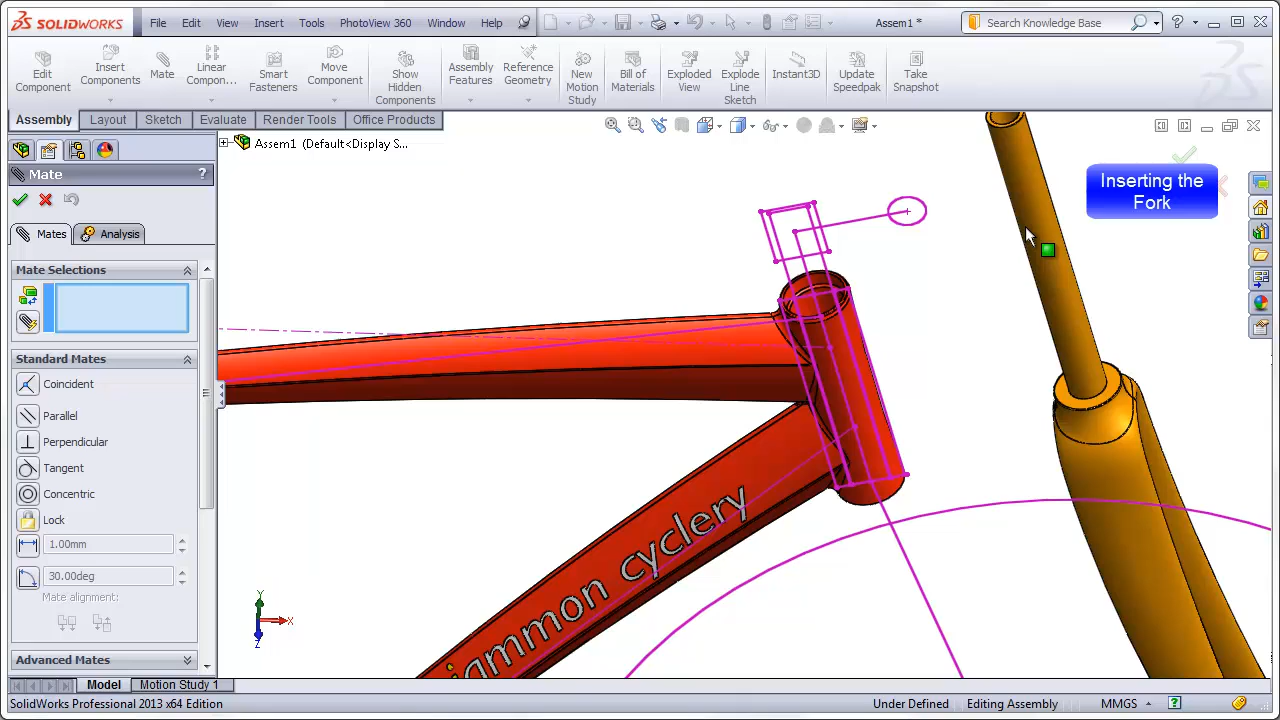 SOLIDWORKS
File Edit View Insert Tools PhotoView 360 Window Help
Assem1 *
Search Knowledge Base
?
Edit Component
Insert Components
Mate
Linear Compon...
Smart Fasteners
Move Component
Show Hidden Components
Assembly Features
Reference Geometry
New Motion Study
Bill of Materials
Exploded View
Explode Line Sketch
Instant3D
Update Speedpak
Take Snapshot
Assembly Layout Sketch Evaluate Render Tools Office Products
Assem1 (Default<Display S...
Mate ?
Mates Analysis
Mate Selections
Standard Mates
Coincident
Parallel
Perpendicular
Tangent
Concentric
Lock
1.00mm
30.00deg
Mate alignment:
Advanced Mates
Inserting the
Fork
jammon cyclery
Y
X
Z
Model Motion Study 1
SolidWorks Professional 2013 x64 Edition
Under Defined Editing Assembly MMGS ?